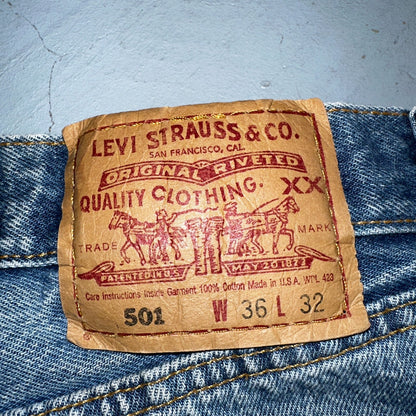 LEVI STRAUSS & CO.
SAN FRANCISCO, CAL.
ORIGINAL RIVETED
QUALITY CLOTHING. XX
TRADE MARK
PATENTED IN U.S. MAY 20 1873
Care Instructions Inside Garment 100% Cotton Made in U.S.A. WPL 423
501 W 36 L 32